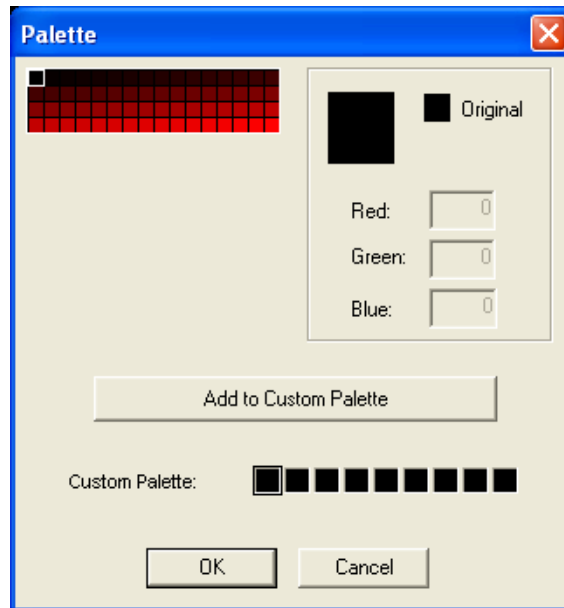 Palette
Original
Red: 0
Green: 0
Blue: 0
Add to Custom Palette
Custom Palette:
OK Cancel